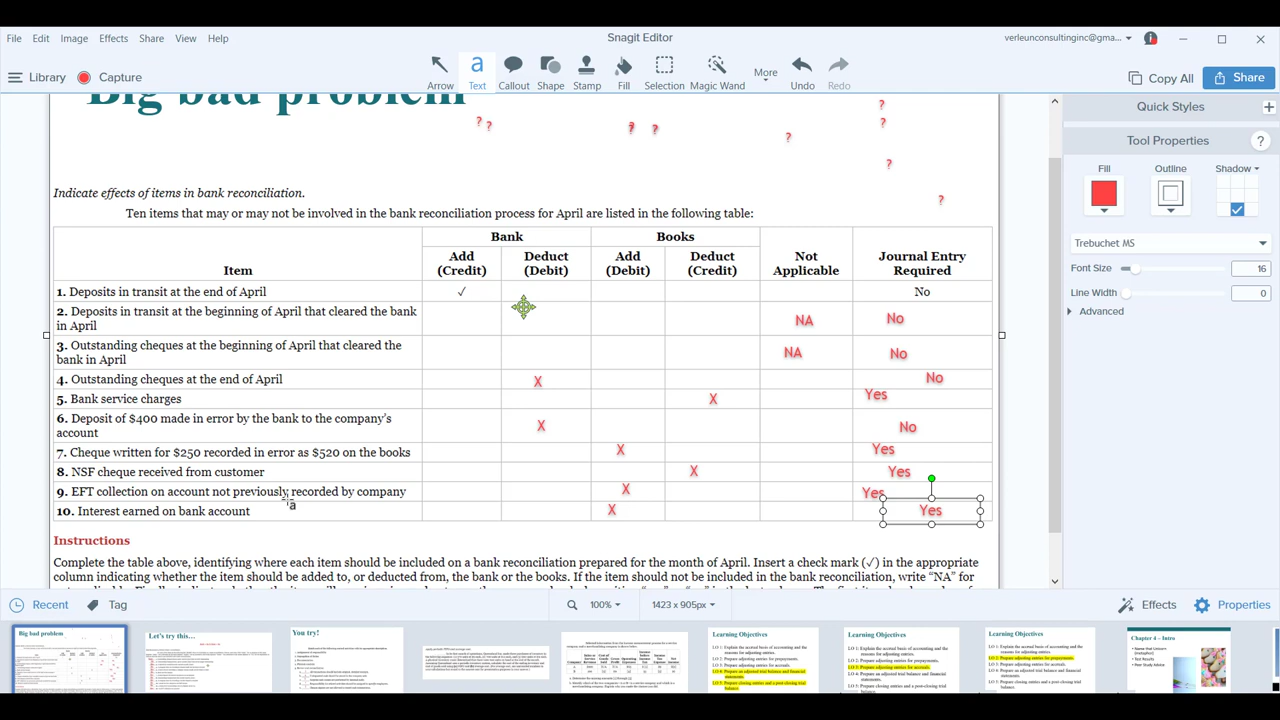 Snagit Editor
File Edit Image Effects Share View Help
verleunconsultinginc@gma...
Library Capture
Arrow Text Callout Shape Stamp Fill Selection Magic Wand More Undo Redo
Copy All Share
Big bad problem
? ? ? ? ? ? ? ? ?
Indicate effects of items in bank reconciliation.
Ten items that may or may not be involved in the bank reconciliation process for April are listed in the following table:
Bank Books
Item Add (Credit) Deduct (Debit) Add (Debit) Deduct (Credit) Not Applicable Journal Entry Required
1. Deposits in transit at the end of April ✓ No
2. Deposits in transit at the beginning of April that cleared the bank
in April NA No
3. Outstanding cheques at the beginning of April that cleared the
bank in April NA No
4. Outstanding cheques at the end of April X No
5. Bank service charges X Yes
6. Deposit of $400 made in error by the bank to the company's
account X No
7. Cheque written for $250 recorded in error as $520 on the books X Yes
8. NSF cheque received from customer X Yes
9. EFT collection on account not previously recorded by company X Yes
10. Interest earned on bank account X Yes
Instructions
Complete the table above, identifying where each item should be included on a bank reconciliation prepared for the month of April. Insert a check mark (✓) in the appropriate
column indicating whether the item should be added to, or deducted from, the bank or the books. If the item should not be included in the bank reconciliation, write “NA” for
Quick Styles
Tool Properties ?
Fill Outline Shadow
Trebuchet MS
Font Size 16
Line Width 0
Advanced
Recent Tag
100% 1423 x 905px
Effects Properties
Big bad problem
Let's try this...
You try!
Learning Objectives
Learning Objectives
Learning Objectives
Chapter 4 – Intro